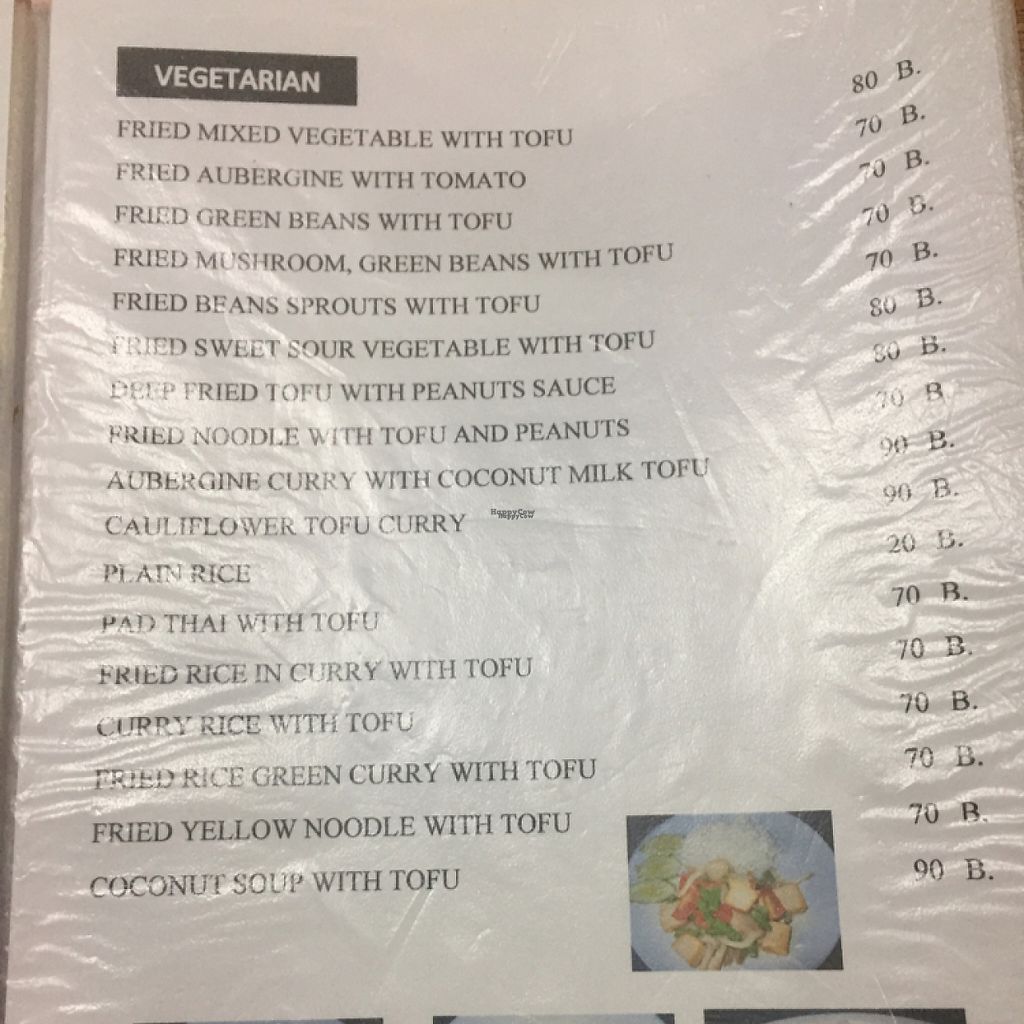 VEGETARIAN
FRIED MIXED VEGETABLE WITH TOFU 80 B.
FRIED AUBERGINE WITH TOMATO 70 B.
FRIED GREEN BEANS WITH TOFU 70 B.
FRIED MUSHROOM, GREEN BEANS WITH TOFU 70 B.
FRIED BEANS SPROUTS WITH TOFU 70 B.
FRIED SWEET SOUR VEGETABLE WITH TOFU 80 B.
DEEP FRIED TOFU WITH PEANUTS SAUCE 80 B.
FRIED NOODLE WITH TOFU AND PEANUTS 70 B
AUBERGINE CURRY WITH COCONUT MILK TOFU 90 B.
CAULIFLOWER TOFU CURRY 90 B.
PLAIN RICE 20 B.
PAD THAI WITH TOFU 70 B.
FRIED RICE IN CURRY WITH TOFU 70 B.
CURRY RICE WITH TOFU 70 B.
FRIED RICE GREEN CURRY WITH TOFU 70 B.
FRIED YELLOW NOODLE WITH TOFU 70 B.
COCONUT SOUP WITH TOFU 90 B.
HappyCow
HappyCow